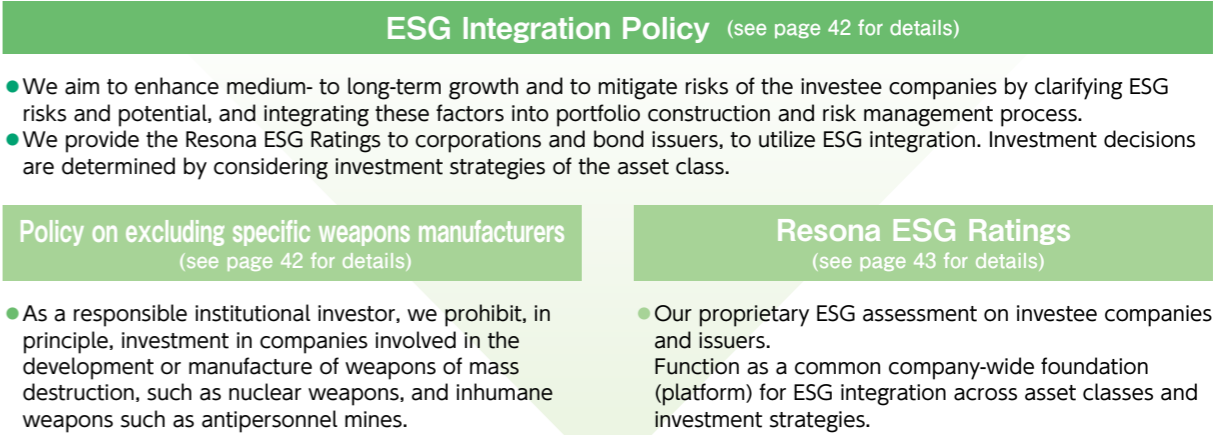 ESG Integration Policy (see page 42 for details)
●We aim to enhance medium- to long-term growth and to mitigate risks of the investee companies by clarifying ESG
risks and potential, and integrating these factors into portfolio construction and risk management process.
●We provide the Resona ESG Ratings to corporations and bond issuers, to utilize ESG integration. Investment decisions
are determined by considering investment strategies of the asset class.
Policy on excluding specific weapons manufacturers
(see page 42 for details)
●As a responsible institutional investor, we prohibit, in
principle, investment in companies involved in the
development or manufacture of weapons of mass
destruction, such as nuclear weapons, and inhumane
weapons such as antipersonnel mines.
Resona ESG Ratings
(see page 43 for details)
●Our proprietary ESG assessment on investee companies
and issuers.
Function as a common company-wide foundation
(platform) for ESG integration across asset classes and
investment strategies.